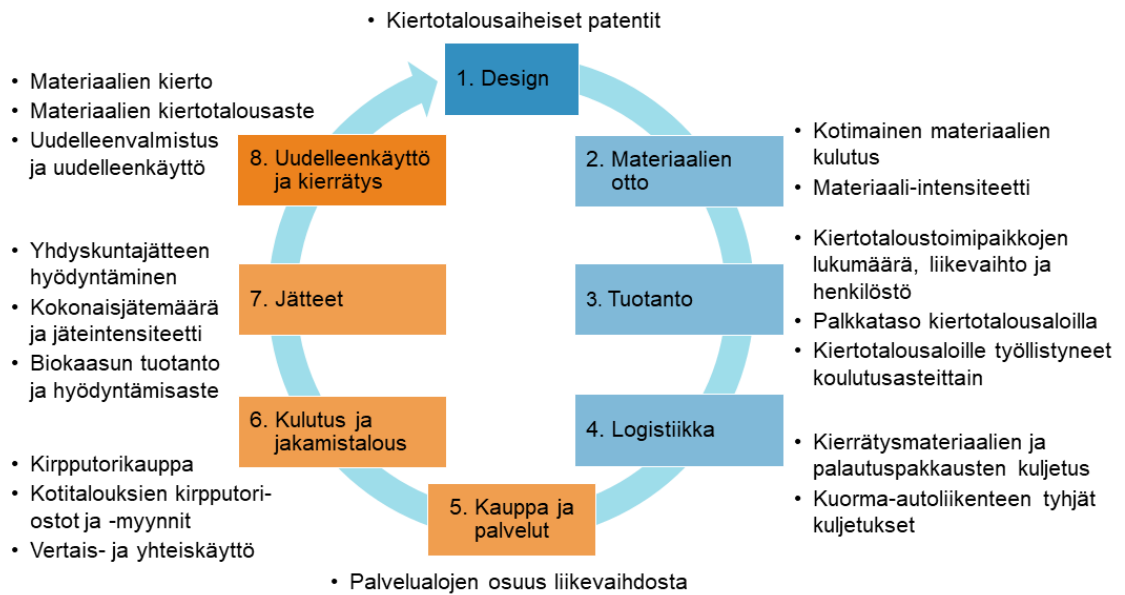 • Kiertotalousaiheiset patentit
1. Design
• Kotimainen materiaalien
kulutus
• Materiaali-intensiteetti
2. Materiaalien
otto
• Kiertotaloustoimipaikkojen
lukumäärä, liikevaihto ja
henkilöstö
• Palkkataso kiertotalousaloilla
• Kiertotalousaloille työllistyneet
koulutusasteittain
3. Tuotanto
4. Logistiikka
• Kierrätysmateriaalien ja
palautuspakkausten kuljetus
• Kuorma-autoliikenteen tyhjät
kuljetukset
5. Kauppa ja
palvelut
• Palvelualojen osuus liikevaihdosta
6. Kulutus ja
jakamistalous
• Kirpputorikauppa
• Kotitalouksien kirpputori-
ostot ja -myynnit
• Vertais- ja yhteiskäyttö
7. Jätteet
• Yhdyskuntajätteen
hyödyntäminen
• Kokonaisjätemäärä
ja jäteintensiteetti
• Biokaasun tuotanto
ja hyödyntämisaste
8. Uudelleenkäyttö
ja kierrätys
• Materiaalien kierto
• Materiaalien kiertotalousaste
• Uudelleenvalmistus
ja uudelleenkäyttö